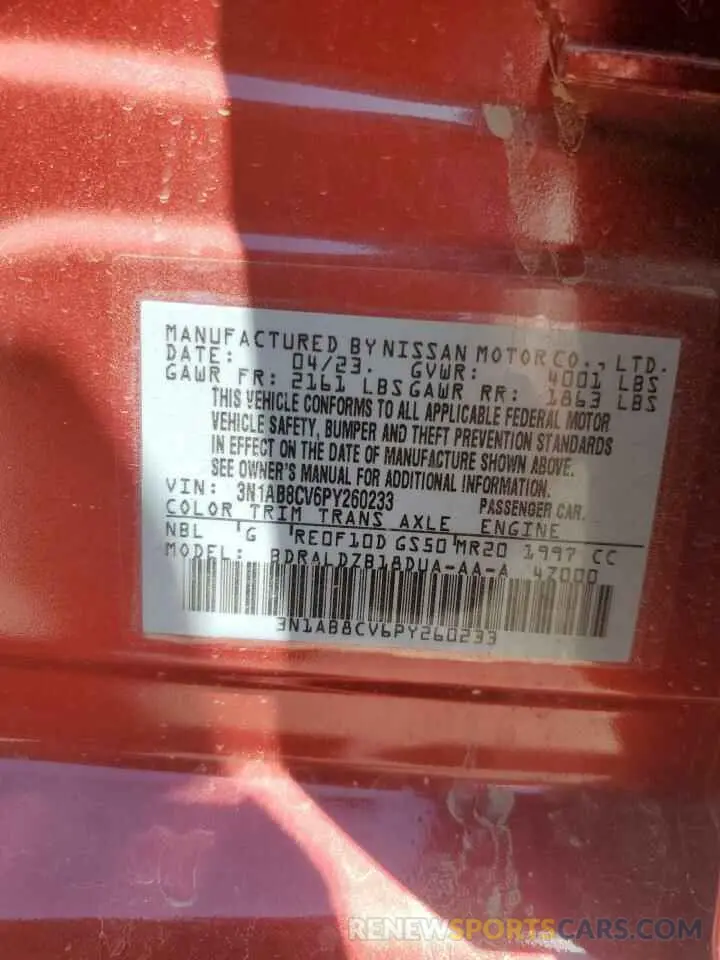 MANUFACTURED BY NISSAN MOTOR CO., LTD.
DATE: 04/23. GVWR: 4001 LBS
GAWR FR: 2161 LBS GAWR RR: 1863 LBS
THIS VEHICLE CONFORMS TO ALL APPLICABLE FEDERAL MOTOR
VEHICLE SAFETY, BUMPER AND THEFT PREVENTION STANDARDS
IN EFFECT ON THE DATE OF MANUFACTURE SHOWN ABOVE.
SEE OWNER'S MANUAL FOR ADDITIONAL INFORMATION.
VIN: 3N1AB8CV6PY260233 PASSENGER CAR.
COLOR TRIM TRANS AXLE ENGINE
NBL G RE0F10D GS50 MR20 1997 CC
MODEL: BDRALDZB18DUA-AA-A 47000
3N1AB8CV6PY260233
RENEWSPORTSCARS.COM